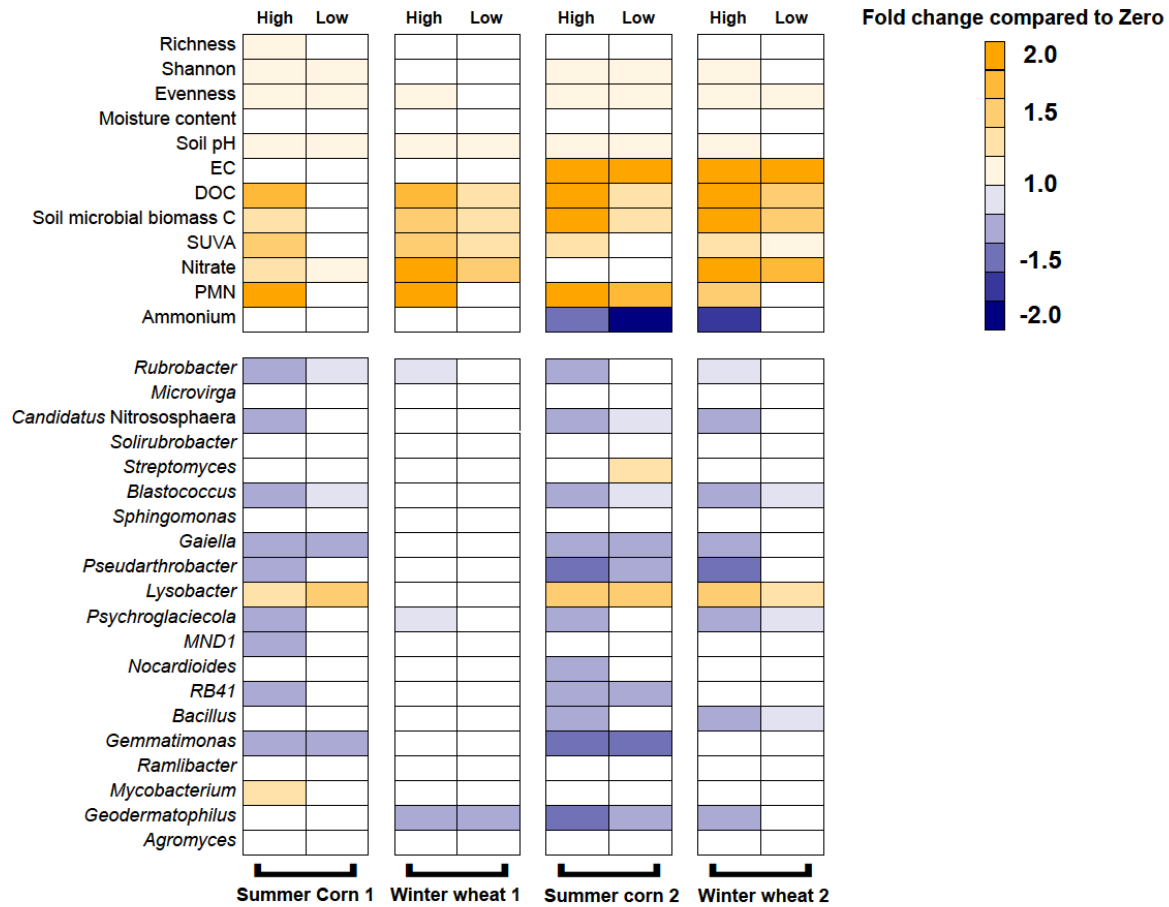 High Low High Low High Low High Low
Fold change compared to Zero
Richness
Shannon
Evenness
Moisture content
Soil pH
EC
DOC
Soil microbial biomass C
SUVA
Nitrate
PMN
Ammonium
2.0
1.5
1.0
-1.5
-2.0
Rubrobacter
Microvirga
Candidatus Nitrososphaera
Solirubrobacter
Streptomyces
Blastococcus
Sphingomonas
Gaiella
Pseudarthrobacter
Lysobacter
Psychroglaciecola
MND1
Nocardioides
RB41
Bacillus
Gemmatimonas
Ramlibacter
Mycobacterium
Geodermatophilus
Agromyces
Summer Corn 1 Winter wheat 1 Summer corn 2 Winter wheat 2